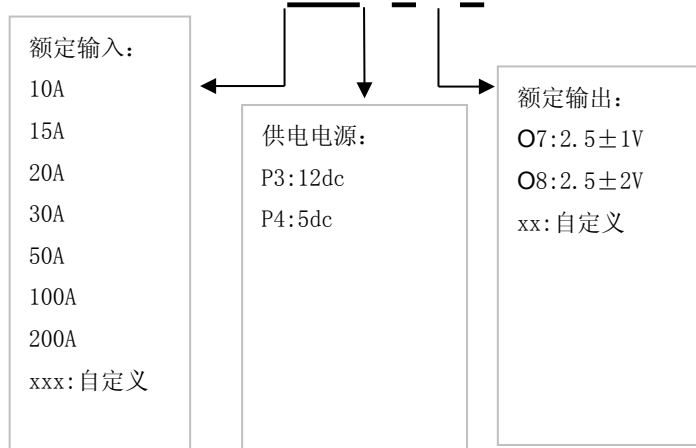 额定输入：
10A
15A
20A
30A
50A
100A
200A
xxx:自定义
供电电源：
P3:12dc
P4:5dc
额定输出：
O7:2.5±1V
O8:2.5±2V
xx:自定义